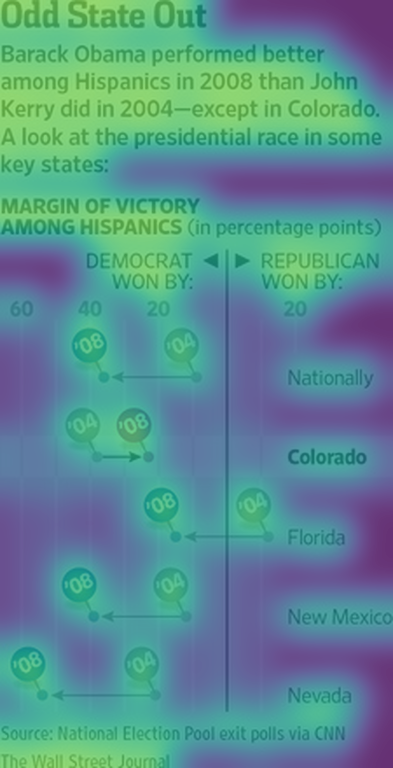 Odd State Out
Barack Obama performed better
among Hispanics in 2008 than John
Kerry did in 2004—except in Colorado.
A look at the presidential race in some
key states:
MARGIN OF VICTORY
AMONG HISPANICS (in percentage points)
DEMOCRAT ◀ ▶ REPUBLICAN
WON BY: WON BY:
60 40 20 20
'08 '04
Nationally
'04 '08
Colorado
'08 '04
Florida
'08 '04
New Mexico
'08 '04
Nevada
Source: National Election Pool exit polls via CNN
The Wall Street Journal